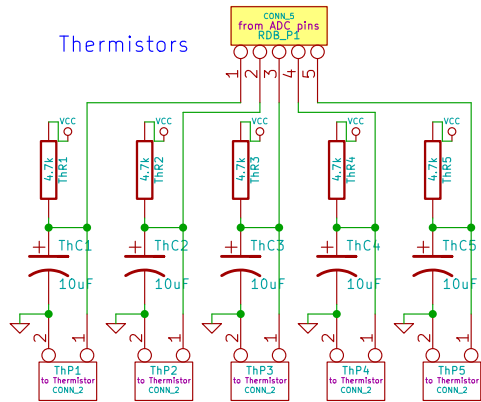 CONN_5
from ADC pins
RDB_P1
Thermistors
1 2 3 4 5
VCC VCC VCC VCC VCC
4.7k ThR1 4.7k ThR2 4.7k ThR3 4.7k ThR4 4.7k ThR5
+ ThC1 + ThC2 + ThC3 + ThC4 + ThC5
10uF 10uF 10uF 10uF 10uF
2 1 2 1 2 1 2 1 2 1
ThP1 ThP2 ThP3 ThP4 ThP5
to Thermistor to Thermistor to Thermistor to Thermistor to Thermistor
CONN_2 CONN_2 CONN_2 CONN_2 CONN_2